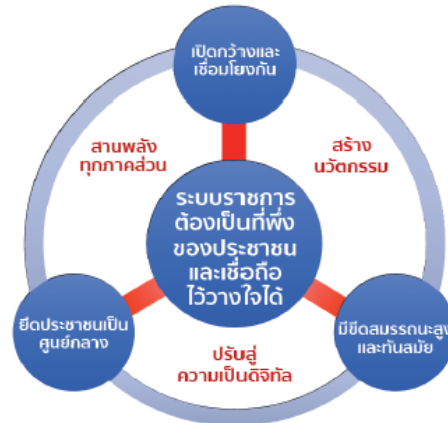 เปิดกว้างและ
เชื่อมโยงกัน
สานพลัง
ทุกภาคส่วน
สร้าง
นวัตกรรม
ระบบราชการ
ต้องเป็นที่พึ่ง
ของประชาชน
และเชื่อถือ
ไว้วางใจได้
ยึดประชาชนเป็น
ศูนย์กลาง
มีขีดสมรรถนะสูง
และทันสมัย
ปรับสู่
ความเป็นดิจิทัล